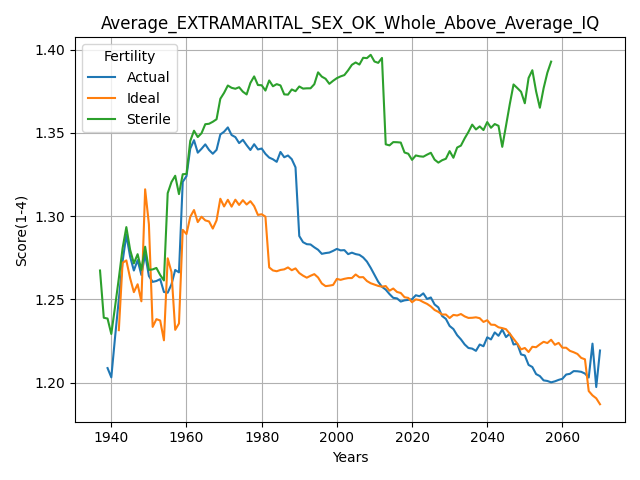 Average_EXTRAMARITAL_SEX_OK_Whole_Above_Average_IQ
Fertility
Actual
Ideal
Sterile
Score(1-4)
1.40
1.35
1.30
1.25
1.20
1940 1960 1980 2000 2020 2040 2060
Years